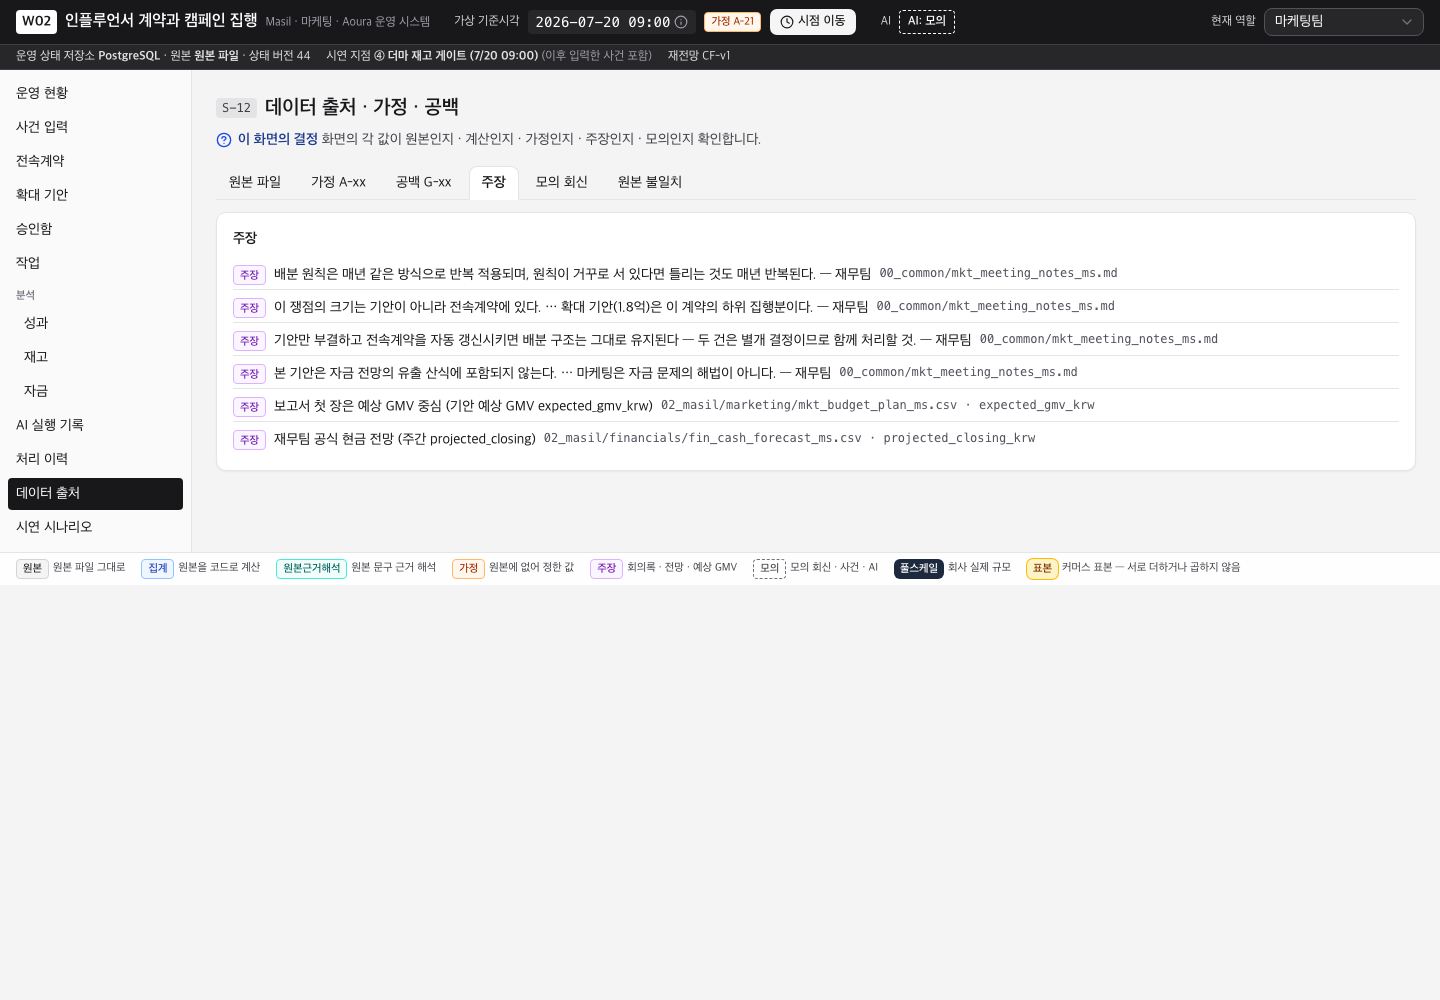 W02 인플루언서 계약과 캠페인 집행 Masil · 마케팅 · Aoura 운영 시스템 가상 기준시각 2026-07-20 09:00 가정 A-21 시점 이동 AI AI: 모의 현재 역할 마케팅팀
운영 상태 저장소 PostgreSQL · 원본 원본 파일 · 상태 버전 44 시연 지점 ④ 더마 재고 게이트 (7/20 09:00) (이후 입력한 사건 포함) 재전망 CF-v1
운영 현황
사건 입력
전속계약
확대 기안
승인함
작업
분석
성과
재고
자금
AI 실행 기록
처리 이력
데이터 출처
시연 시나리오
S-12 데이터 출처 · 가정 · 공백
이 화면의 결정 화면의 각 값이 원본인지 · 계산인지 · 가정인지 · 주장인지 · 모의인지 확인합니다.
원본 파일 가정 A-xx 공백 G-xx 주장 모의 회신 원본 불일치
주장
주장 배분 원칙은 매년 같은 방식으로 반복 적용되며, 원칙이 거꾸로 서 있다면 틀리는 것도 매년 반복된다. — 재무팀 00_common/mkt_meeting_notes_ms.md
주장 이 쟁점의 크기는 기안이 아니라 전속계약에 있다. … 확대 기안(1.8억)은 이 계약의 하위 집행분이다. — 재무팀 00_common/mkt_meeting_notes_ms.md
주장 기안만 부결하고 전속계약을 자동 갱신시키면 배분 구조는 그대로 유지된다 — 두 건은 별개 결정이므로 함께 처리할 것. — 재무팀 00_common/mkt_meeting_notes_ms.md
주장 본 기안은 자금 전망의 유출 산식에 포함되지 않는다. … 마케팅은 자금 문제의 해법이 아니다. — 재무팀 00_common/mkt_meeting_notes_ms.md
주장 보고서 첫 장은 예상 GMV 중심 (기안 예상 GMV expected_gmv_krw) 02_masil/marketing/mkt_budget_plan_ms.csv · expected_gmv_krw
주장 재무팀 공식 현금 전망 (주간 projected_closing) 02_masil/financials/fin_cash_forecast_ms.csv · projected_closing_krw
원본 원본 파일 그대로 집계 원본을 코드로 계산 원본근거해석 원본 문구 근거 해석 가정 원본에 없어 정한 값 주장 회의록 · 전망 · 예상 GMV 모의 모의 회신 · 사건 · AI 풀스케일 회사 실제 규모 표본 커머스 표본 — 서로 더하거나 곱하지 않음